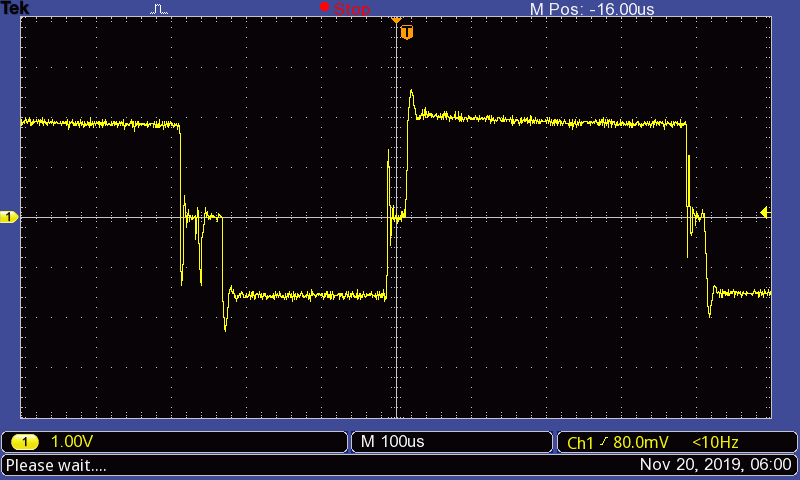 Tek Stop M Pos: -16.00us
T
1
1 1.00V M 100us Ch1 80.0mV <10Hz
Please wait.... Nov 20, 2019, 06:00